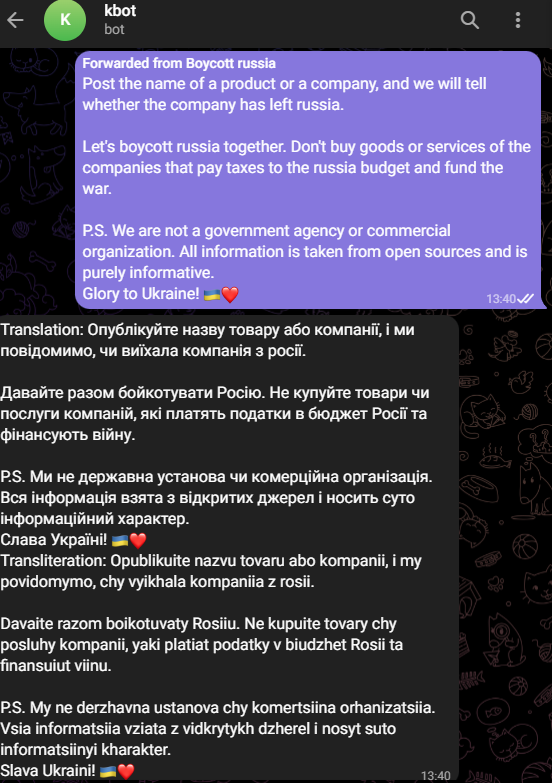 kbot
K
bot
Forwarded from Boycott russia
Post the name of a product or a company, and we will tell
whether the company has left russia.
Let's boycott russia together. Don't buy goods or services of the
companies that pay taxes to the russia budget and fund the
war.
P.S. We are not a government agency or commercial
organization. All information is taken from open sources and is
purely informative.
Glory to Ukraine! 🇺🇦❤️
13:40
Translation: Опублікуйте назву товару або компанії, і ми
повідомимо, чи виїхала компанія з росії.
Давайте разом бойкотувати Росію. Не купуйте товари чи
послуги компаній, які платять податки в бюджет Росії та
фінансують війну.
P.S. Ми не державна установа чи комерційна організація.
Вся інформація взята з відкритих джерел і носить суто
інформаційний характер.
Слава Україні! 🇺🇦❤️
Transliteration: Opublikuite nazvu tovaru abo kompanii, i my
povidomymo, chy vyikhala kompaniia z rosii.
Davaite razom boikotuvaty Rosiiu. Ne kupuite tovary chy
posluhy kompanii, yaki platiat podatky v biudzhet Rosii ta
finansuiut viinu.
P.S. My ne derzhavna ustanova chy komertsiina orhanizatsiia.
Vsia informatsiia vziata z vidkrytykh dzherel i nosyt suto
informatsiinyi kharakter.
Slava Ukraini! 🇺🇦❤️
13:40